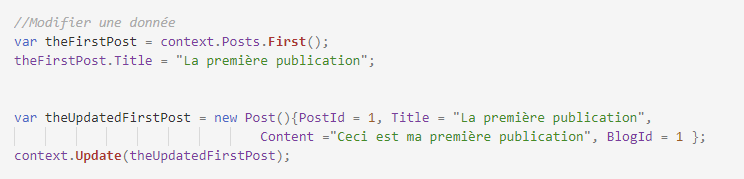 //Modifier une donnée
var theFirstPost = context.Posts.First();
theFirstPost.Title = "La première publication";
var theUpdatedFirstPost = new Post(){PostId = 1, Title = "La première publication",
Content ="Ceci est ma première publication", BlogId = 1 };
context.Update(theUpdatedFirstPost);